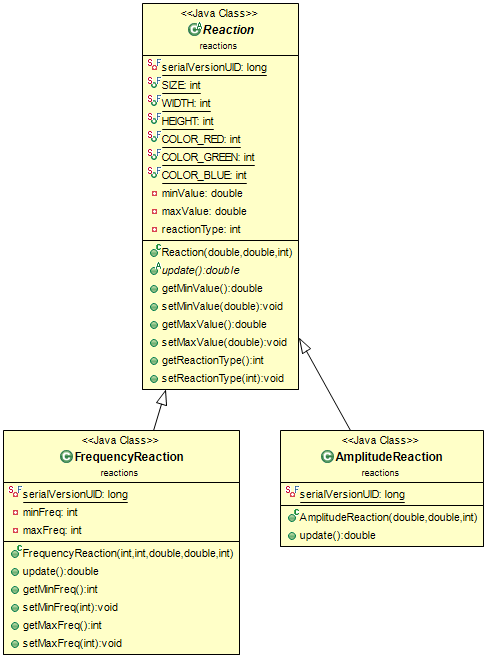 <<Java Class>>
Reaction
reactions
serialVersionUID: long
SIZE: int
WIDTH: int
HEIGHT: int
COLOR_RED: int
COLOR_GREEN: int
COLOR_BLUE: int
minValue: double
maxValue: double
reactionType: int
Reaction(double,double,int)
update():double
getMinValue():double
setMinValue(double):void
getMaxValue():double
setMaxValue(double):void
getReactionType():int
setReactionType(int):void
<<Java Class>>
FrequencyReaction
reactions
serialVersionUID: long
minFreq: int
maxFreq: int
FrequencyReaction(int,int,double,double,int)
update():double
getMinFreq():int
setMinFreq(int):void
getMaxFreq():int
setMaxFreq(int):void
<<Java Class>>
AmplitudeReaction
reactions
serialVersionUID: long
AmplitudeReaction(double,double,int)
update():double